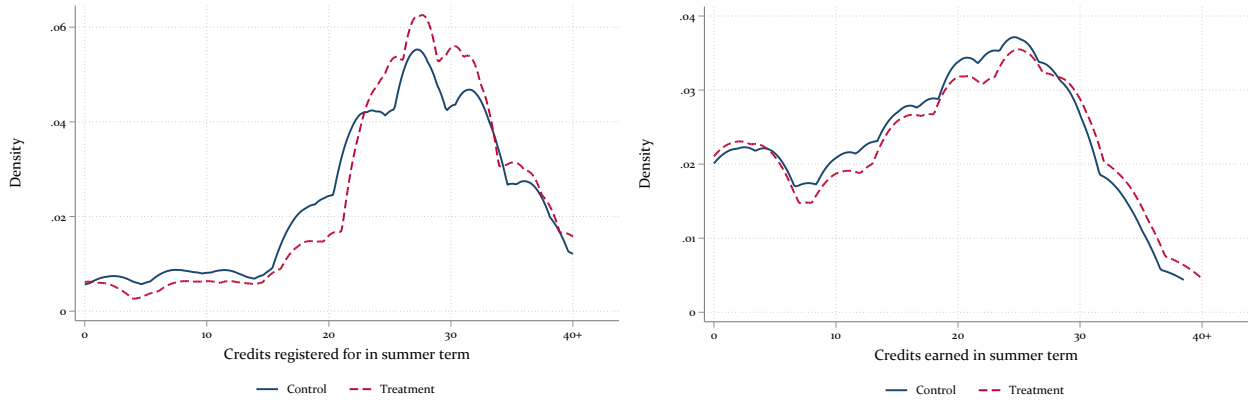 Density
.06
.04
.02
0
0 10 20 30 40+
Credits registered for in summer term
Control Treatment
Density
.04
.03
.02
.01
0
0 10 20 30 40+
Credits earned in summer term
Control Treatment